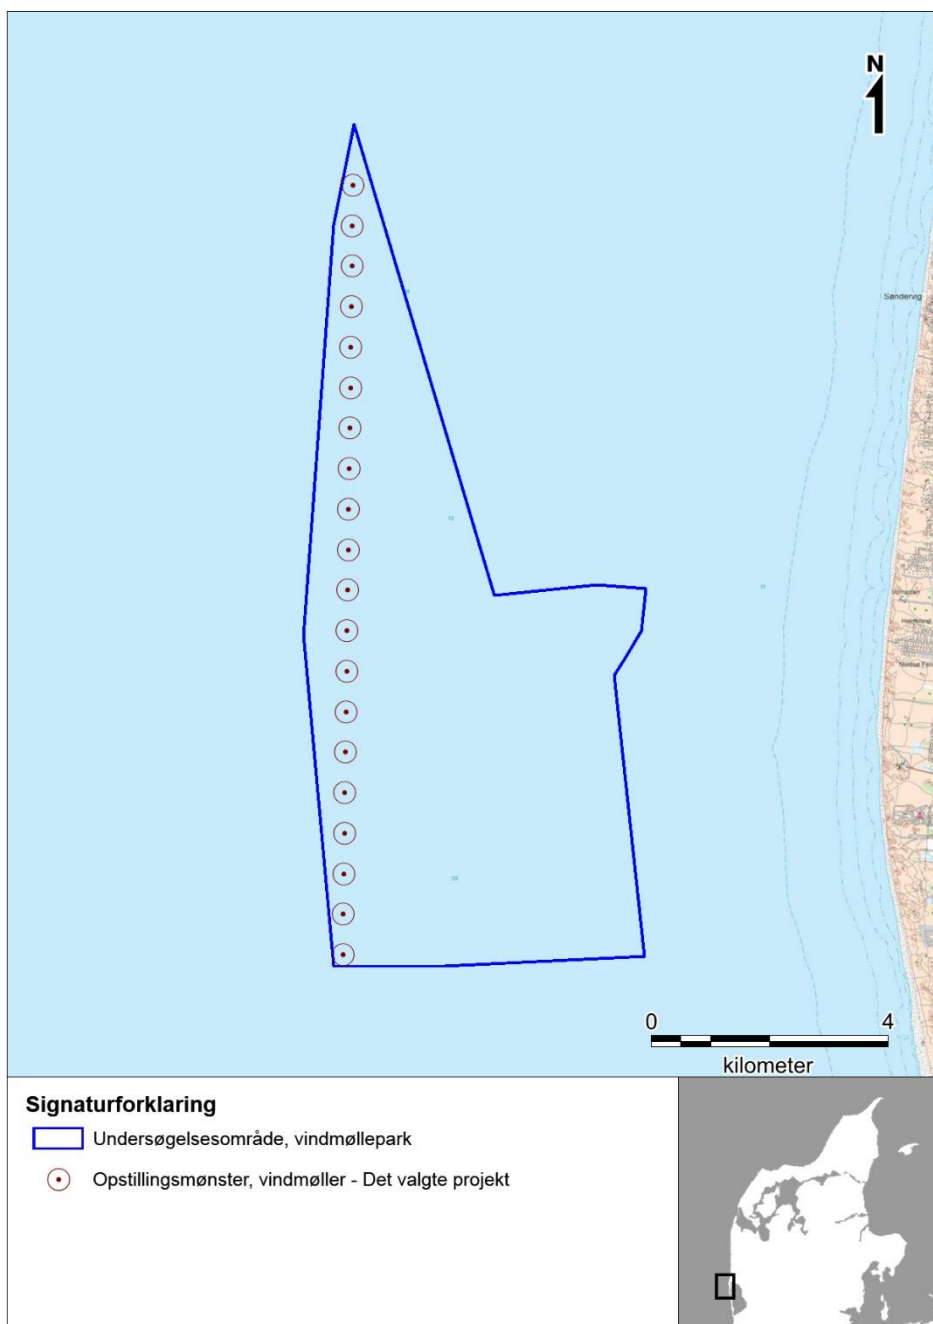 N
Søndervig
0
4
kilometer
Signaturforklaring
Undersøgelsesområde, vindmøllepark
Opstillingsmønster, vindmøller - Det valgte projekt